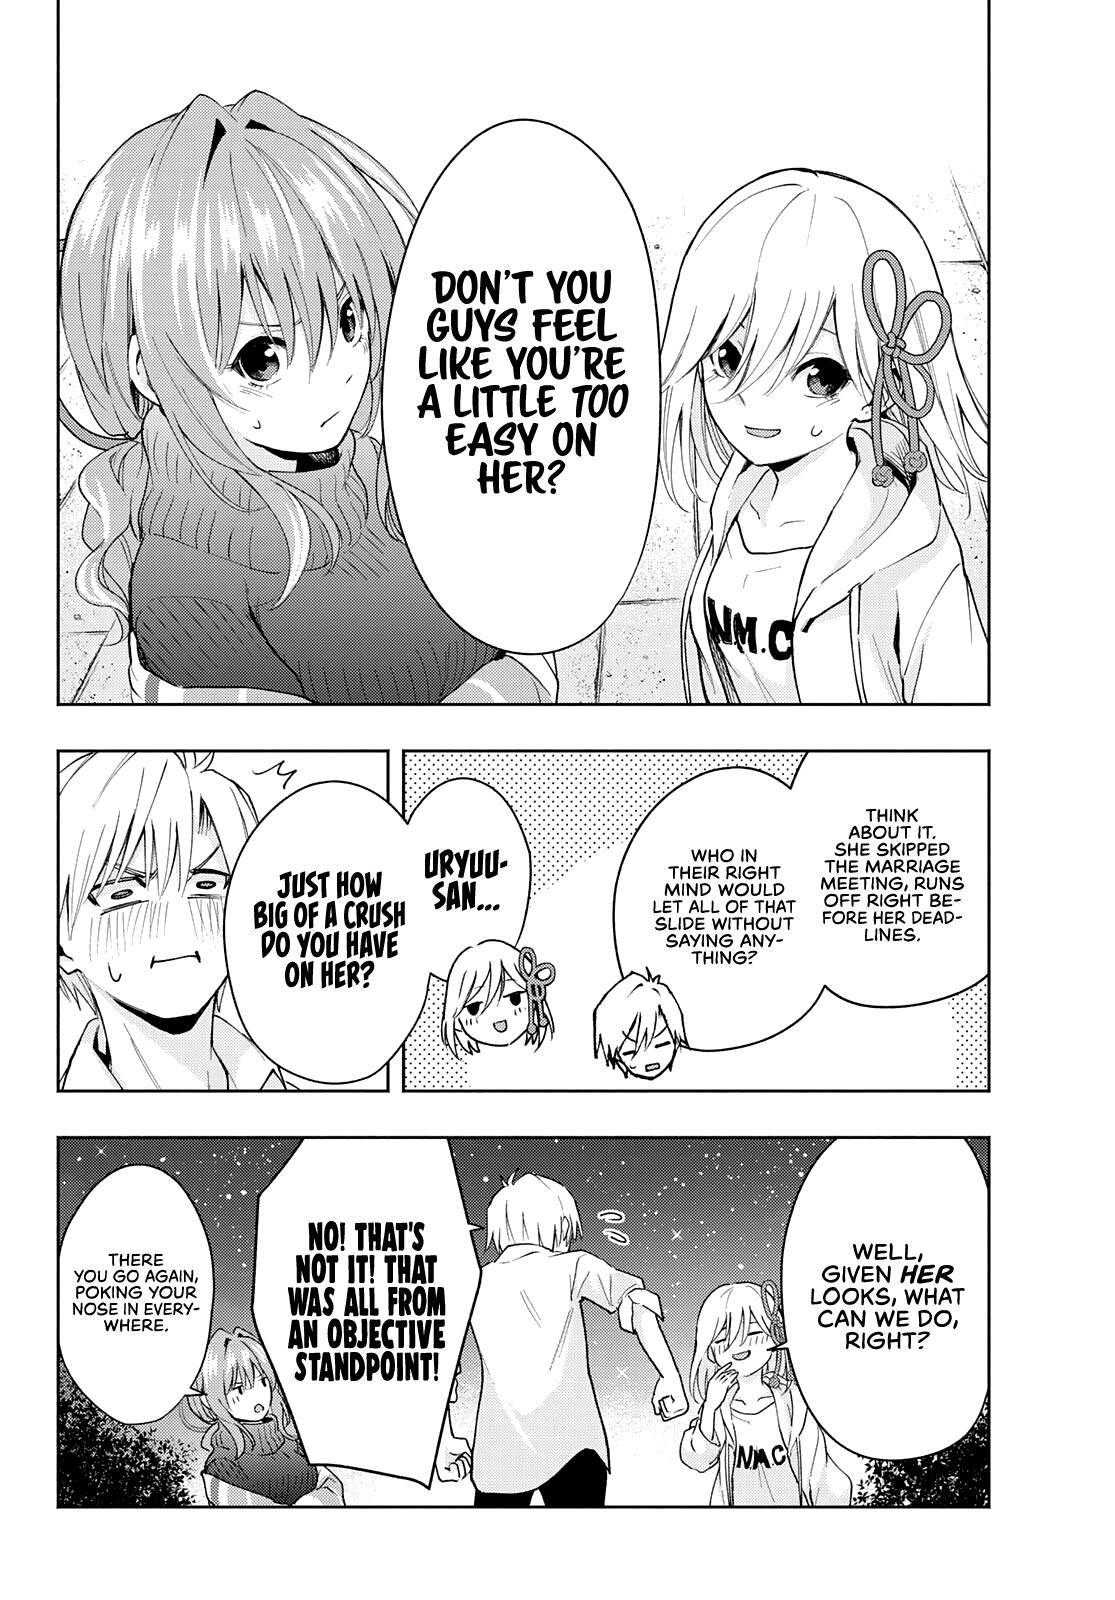 DON'T YOU
GUYS FEEL
LIKE YOU'RE
A LITTLE TOO
EASY ON
HER?
N.M.C
THINK
ABOUT IT.
SHE SKIPPED
THE MARRIAGE
MEETING, RUNS
OFF RIGHT BE-
FORE HER DEAD-
LINES.
WHO IN
THEIR RIGHT
MIND WOULD
LET ALL OF THAT
SLIDE WITHOUT
SAYING ANY-
THING?
URYUU-
SAN...
JUST HOW
BIG OF A CRUSH
DO YOU HAVE
ON HER?
WELL,
GIVEN HER
LOOKS, WHAT
CAN WE DO,
RIGHT?
NO! THAT'S
NOT IT! THAT
WAS ALL FROM
AN OBJECTIVE
STANDPOINT!
THERE
YOU GO AGAIN,
POKING YOUR
NOSE IN EVERY-
WHERE.
N.M.C